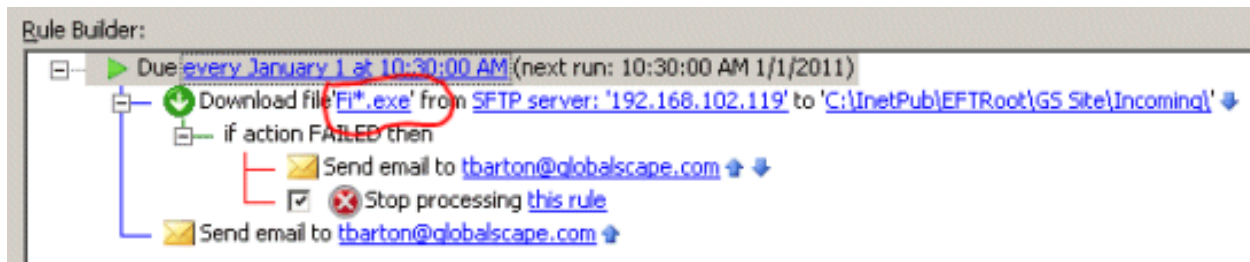 Rule Builder:
Due every January 1 at 10:30:00 AM (next run: 10:30:00 AM 1/1/2011)
Download file 'Fi*.exe' from SFTP server: '192.168.102.119' to 'C:\InetPub\EFTRoot\GS Site\Incoming\'
if action FAILED then
Send email to tbarton@globalscape.com
Stop processing this rule
Send email to tbarton@globalscape.com